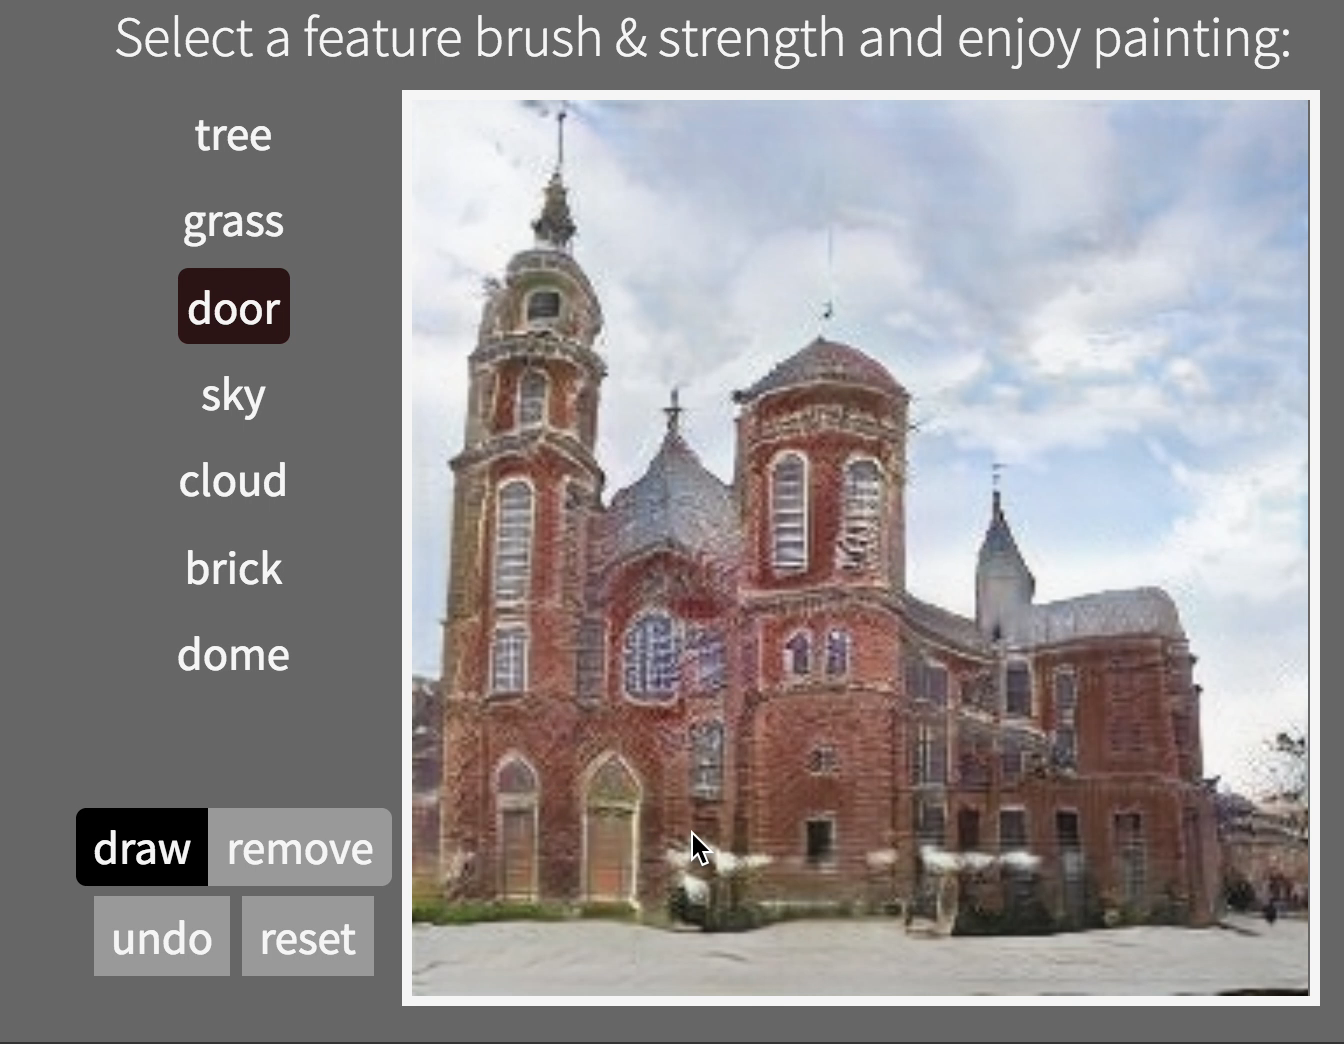 Select a feature brush & strength and enjoy painting:
tree
grass
door
sky
cloud
brick
dome
draw remove
undo reset